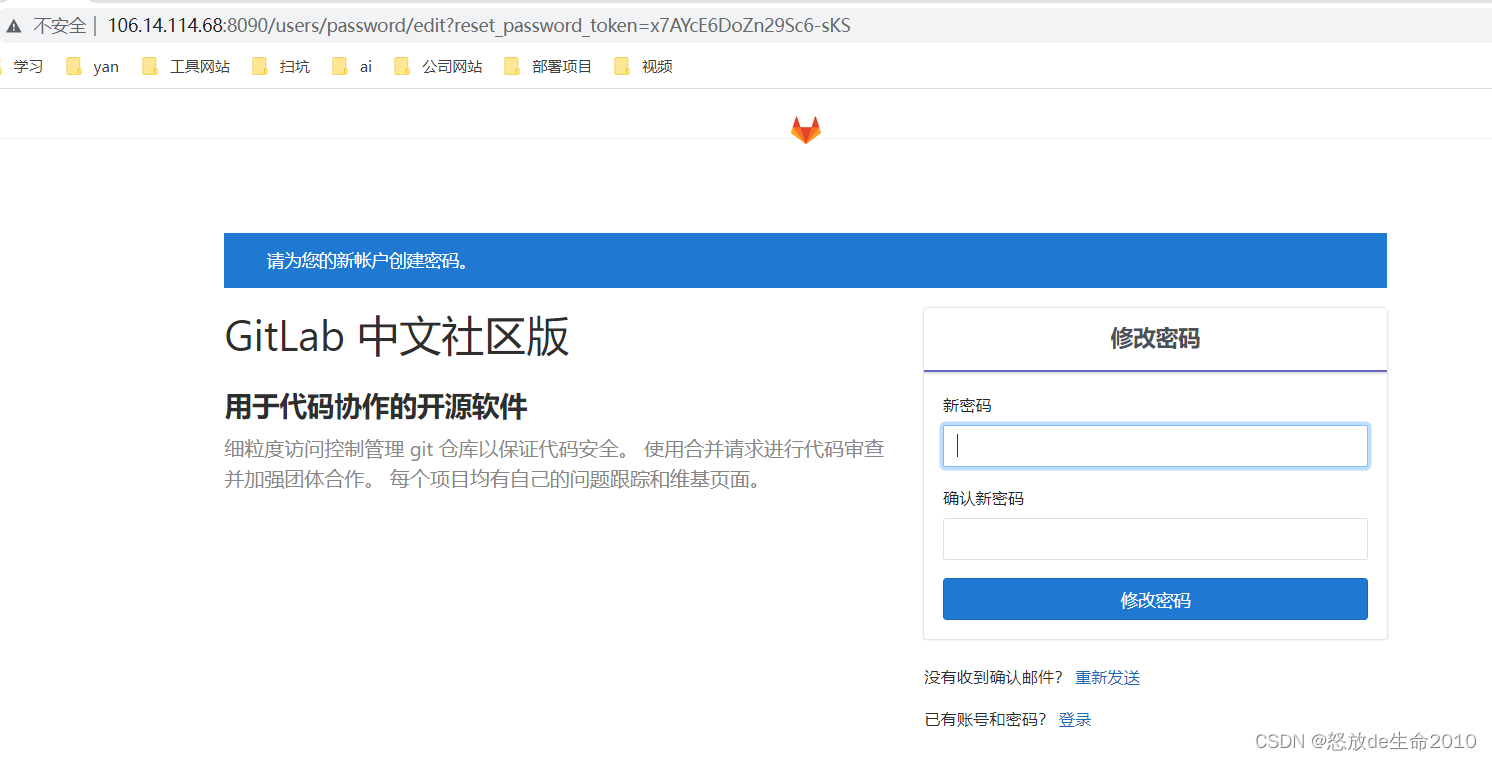 不安全 | 106.14.114.68:8090/users/password/edit?reset_password_token=x7AYcE6DoZn29Sc6-sKS
学习 yan 工具网站 扫坑 ai 公司网站 部署项目 视频
请为您的新帐户创建密码。
GitLab 中文社区版
用于代码协作的开源软件
细粒度访问控制管理 git 仓库以保证代码安全。 使用合并请求进行代码审查
并加强团体合作。 每个项目均有自己的问题跟踪和维基页面。
修改密码
新密码
确认新密码
修改密码
没有收到确认邮件? 重新发送
已有账号和密码? 登录
CSDN @怒放de生命2010